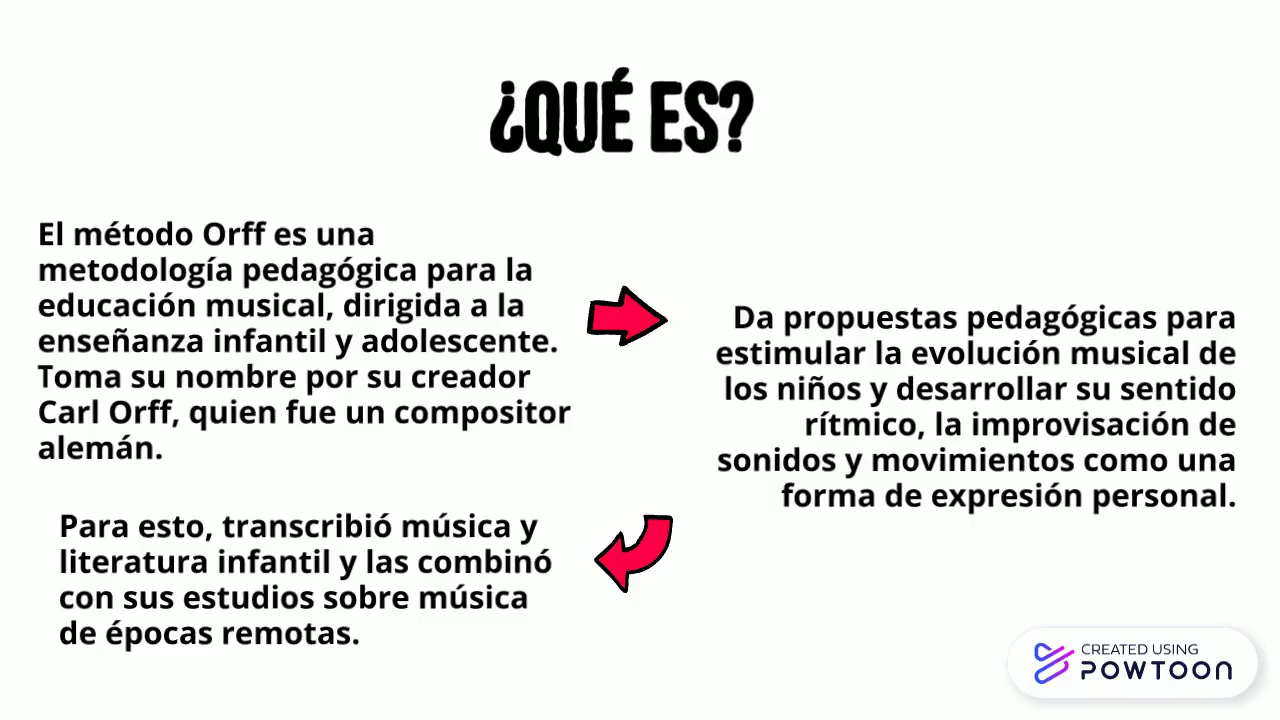 ¿QUÉ ES?
El método Orff es una
metodología pedagógica para la
educación musical, dirigida a la
enseñanza infantil y adolescente.
Toma su nombre por su creador
Carl Orff, quien fue un compositor
alemán.
Da propuestas pedagógicas para
estimular la evolución musical de
los niños y desarrollar su sentido
rítmico, la improvisación de
sonidos y movimientos como una
forma de expresión personal.
Para esto, transcribió música y
literatura infantil y las combinó
con sus estudios sobre música
de épocas remotas.
CREATED USING
POWTOON